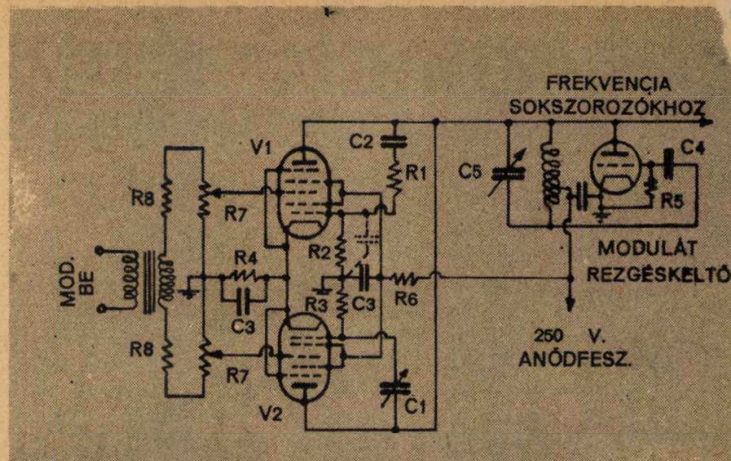 FREKVENCIA
SOKSZOROZÓKHOZ
V1
C2
C4
C5
R1
R8
R7
R5
R2
MODULÁT
REZGÉSKELTŐ
MOD.
BE
R4
C3
R3
C3
R6
R8
R7
V2
C1
250 V.
ANÓDFESZ.